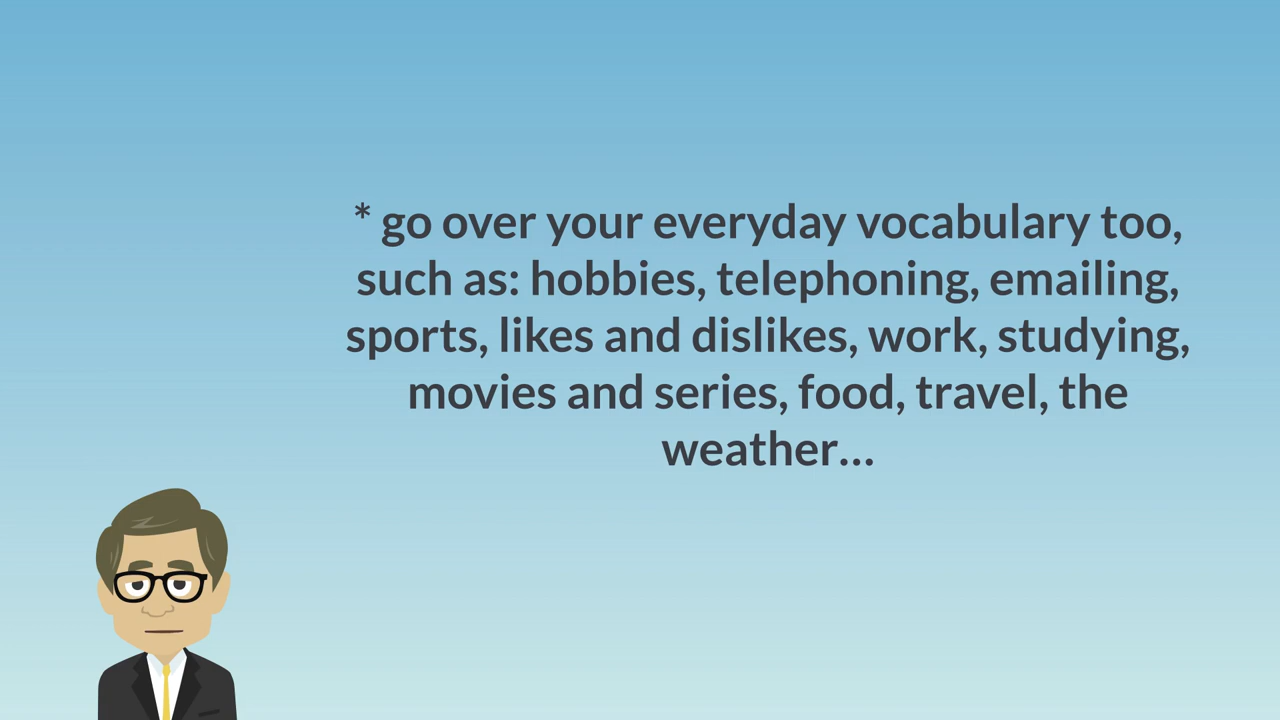 * go over your everyday vocabulary too,
such as: hobbies, telephoning, emailing,
sports, likes and dislikes, work, studying,
movies and series, food, travel, the
weather...